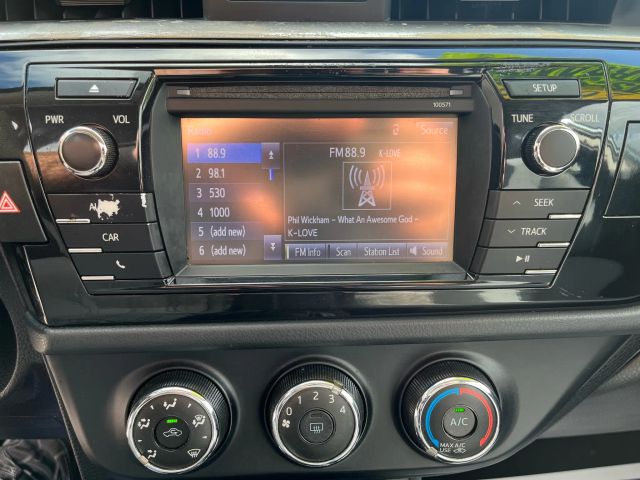 SETUP
100571
PWR VOL
TUNE SCROLL
Radio
Source
1 88.9
FM 88.9 K-LOVE
2 98.1
3 530
4 1000
Phil Wickham - What An Awesome God -
K-LOVE
5 (add new)
6 (add new)
FM Info Scan Station List Sound
CAR
SEEK
TRACK
0 1 2 3 4
A/C
MAX A/C
USE